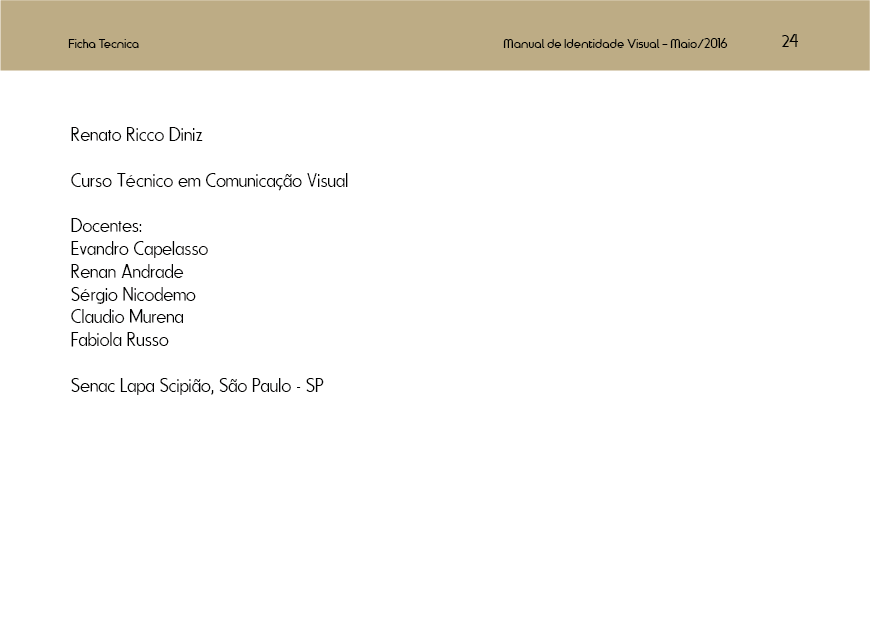 Ficha Tecnica
Manual de Identidade Visual – Maio/2016
24
Renato Ricco Diniz
Curso Técnico em Comunicação Visual
Docentes:
Evandro Capelasso
Renan Andrade
Sérgio Nicodemo
Claudio Murena
Fabiola Russo
Senac Lapa Scipião, São Paulo - SP